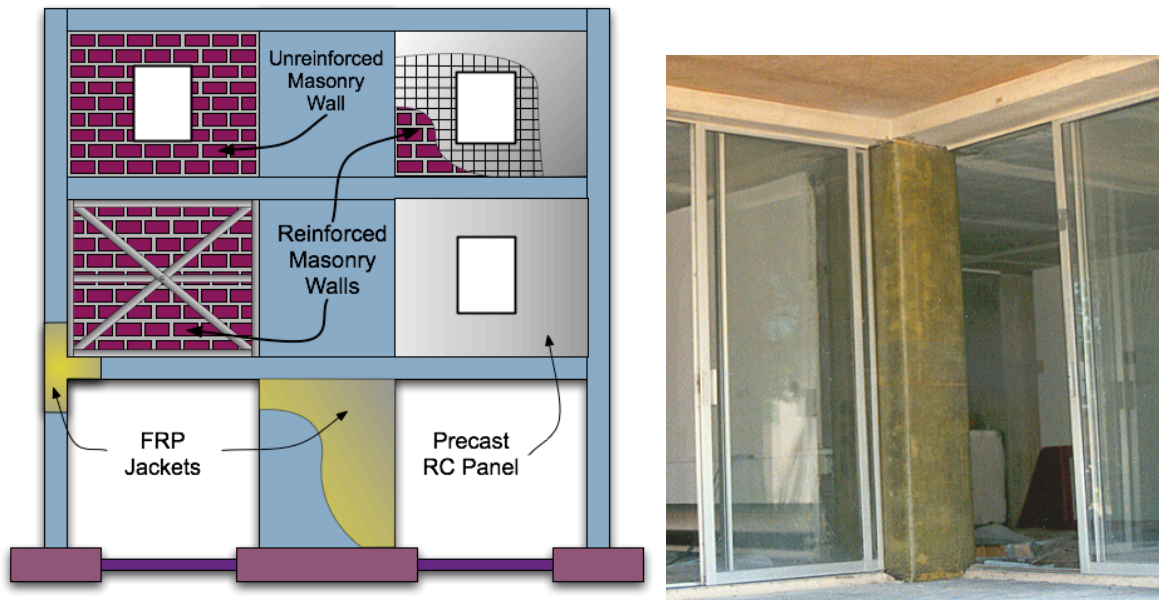 Unreinforced
Masonry
Wall
Reinforced
Masonry
Walls
FRP
Jackets
Precast
RC Panel